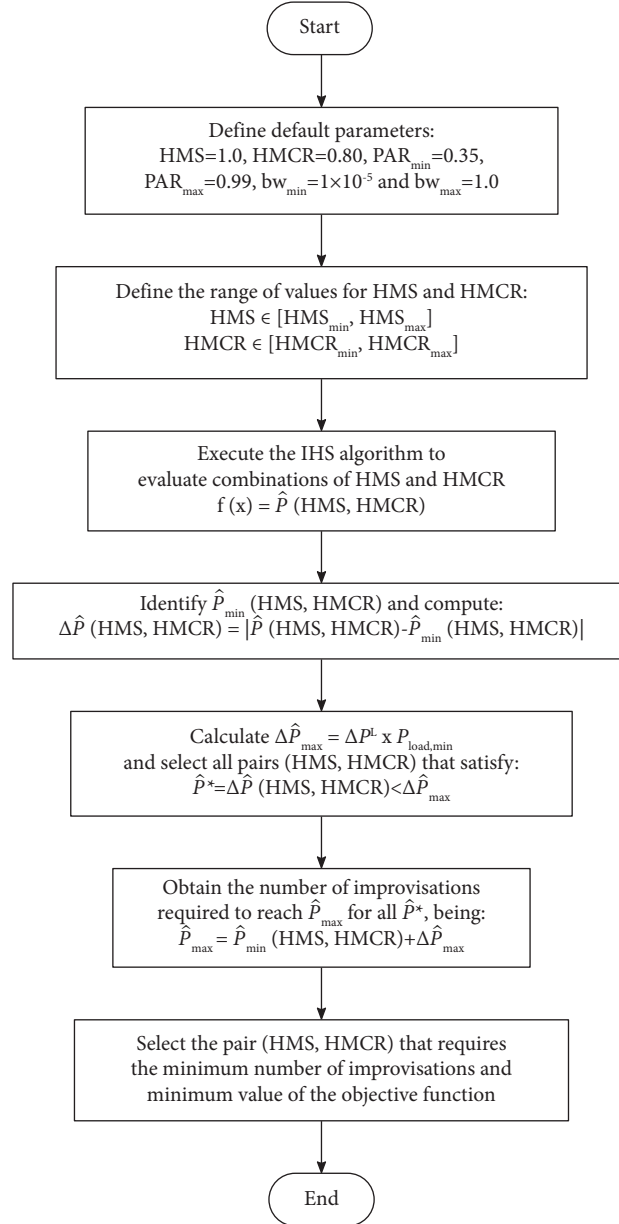 Start
Define default parameters:
HMS=1.0, HMCR=0.80, PAR_min=0.35,
PAR_max=0.99, bw_min=1×10^-5 and bw_max=1.0
Define the range of values for HMS and HMCR:
HMS ∈ [HMS_min, HMS_max]
HMCR ∈ [HMCR_min, HMCR_max]
Execute the IHS algorithm to
evaluate combinations of HMS and HMCR
f (x) = P̂ (HMS, HMCR)
Identify P̂_min (HMS, HMCR) and compute:
ΔP̂ (HMS, HMCR) = |P̂ (HMS, HMCR)-P̂_min (HMS, HMCR)|
Calculate ΔP̂_max = ΔP^L x P_load,min
and select all pairs (HMS, HMCR) that satisfy:
P̂*=ΔP̂ (HMS, HMCR)<ΔP̂_max
Obtain the number of improvisations
required to reach P̂_max for all P̂*, being:
P̂_max = P̂_min (HMS, HMCR)+ΔP̂_max
Select the pair (HMS, HMCR) that requires
the minimum number of improvisations and
minimum value of the objective function
End